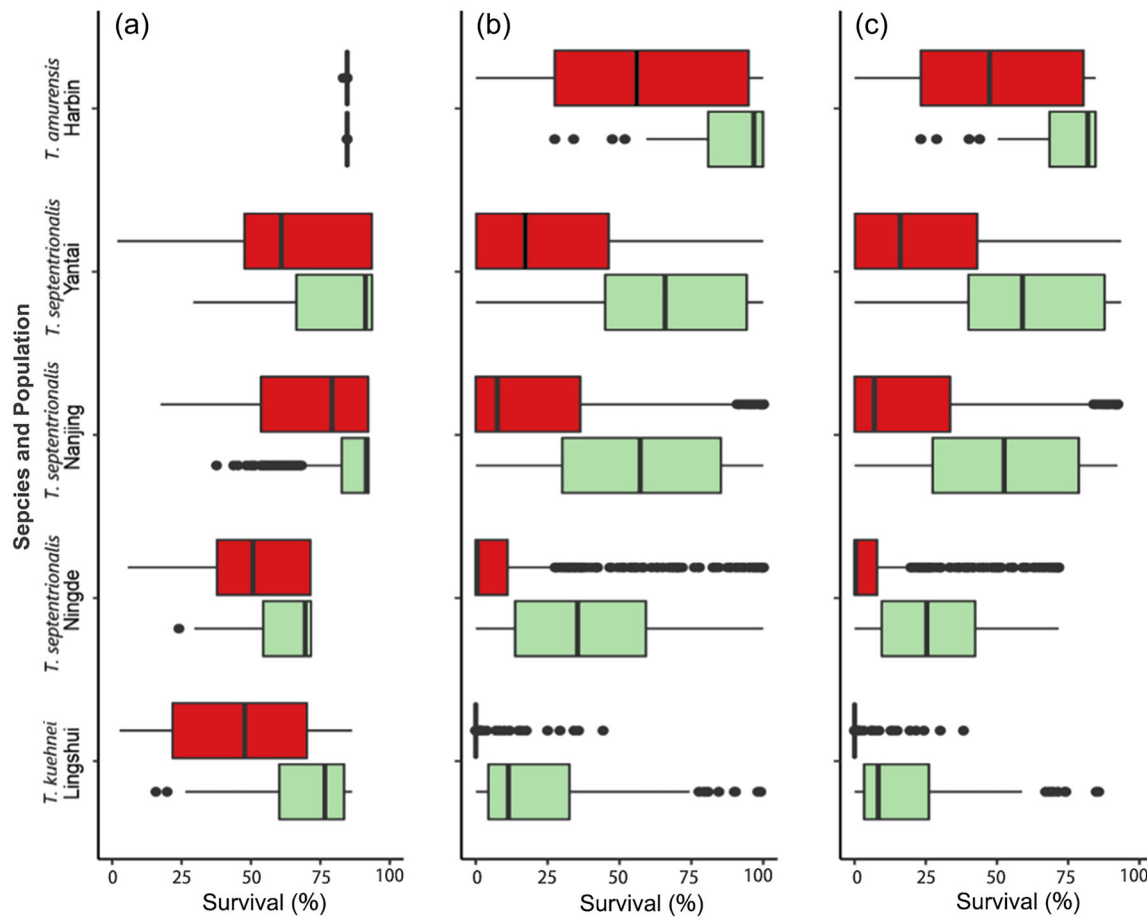 (a)
(b)
(c)
Sepcies and Population
T. amurensis
Harbin
T. septentrionalis
Yantai
T. septentrionalis
Nanjing
T. septentrionalis
Ningde
T. kuehnei
Lingshui
0 25 50 75 100
0 25 50 75 100
0 25 50 75 100
Survival (%)
Survival (%)
Survival (%)